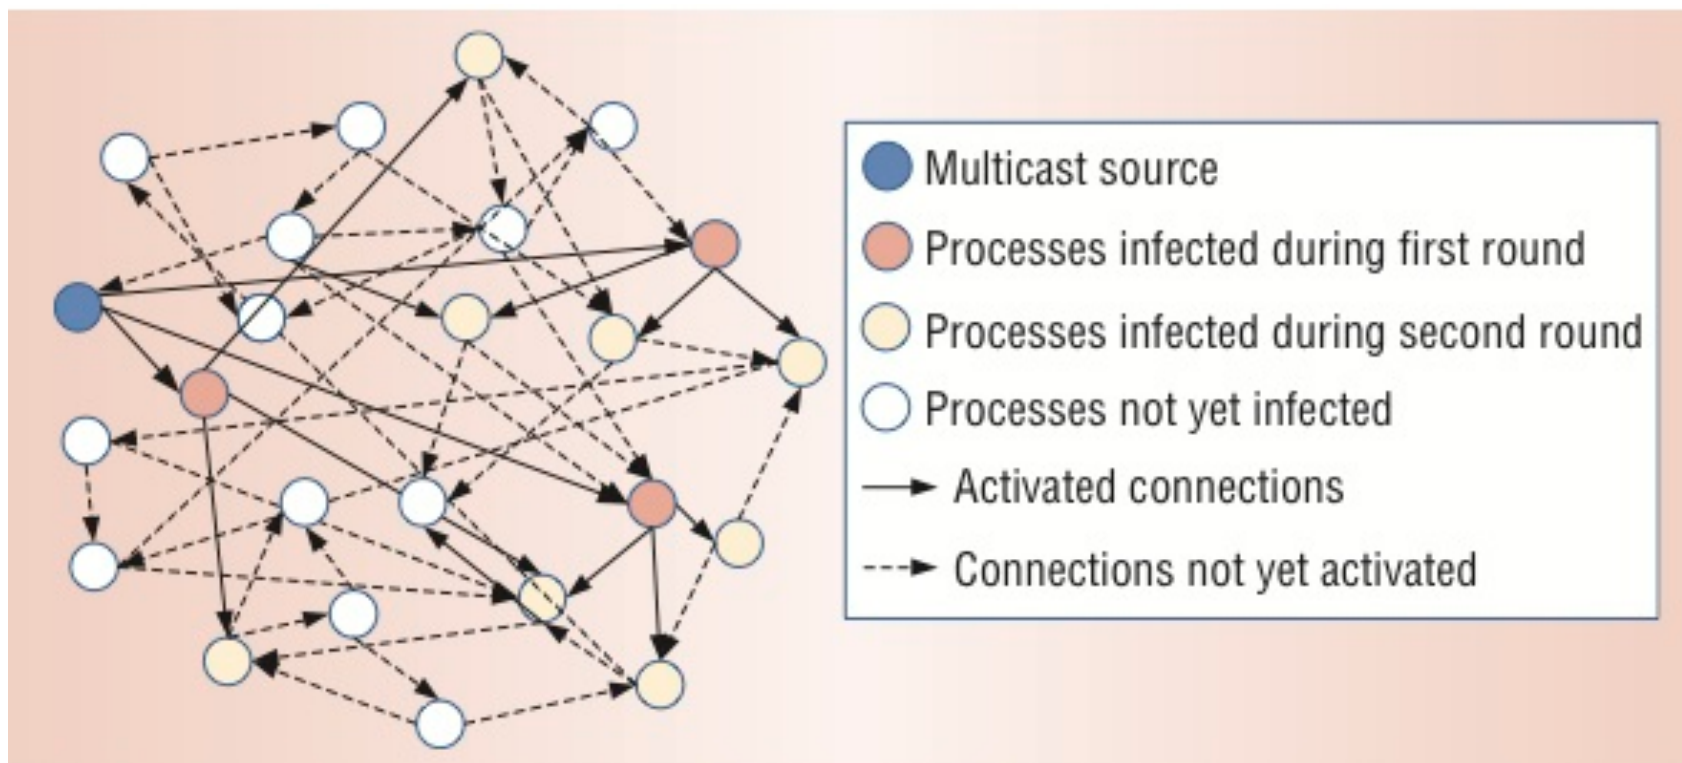 Multicast source
Processes infected during first round
Processes infected during second round
Processes not yet infected
Activated connections
Connections not yet activated